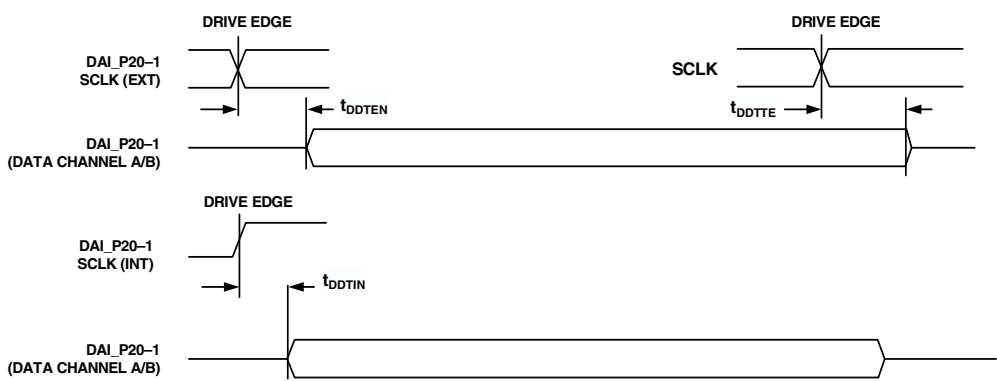 DRIVE EDGE
DRIVE EDGE
DAI_P20–1
SCLK (EXT)
SCLK
tDDTEN
tDDTTE
DAI_P20–1
(DATA CHANNEL A/B)
DRIVE EDGE
DAI_P20–1
SCLK (INT)
tDDTIN
DAI_P20–1
(DATA CHANNEL A/B)